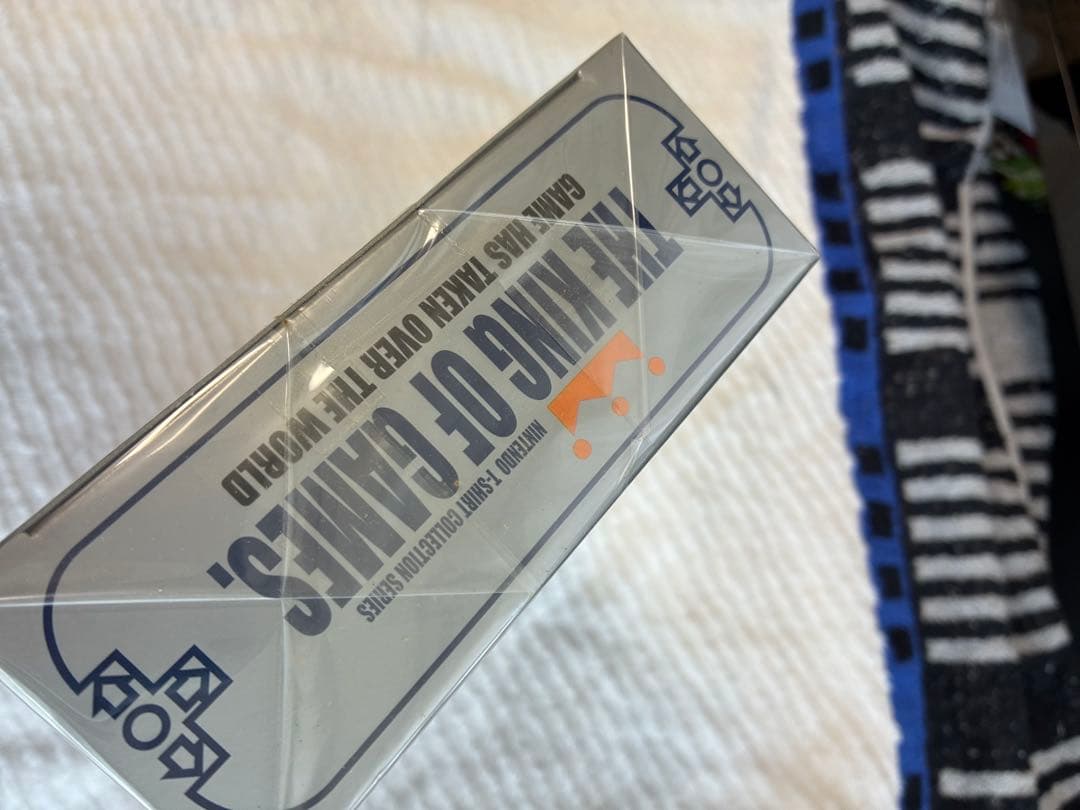 NINTENDO T-SHIRT COLLECTION SERIES
THE KING OF GAMES.
GAME HAS TAKEN OVER THE WORLD